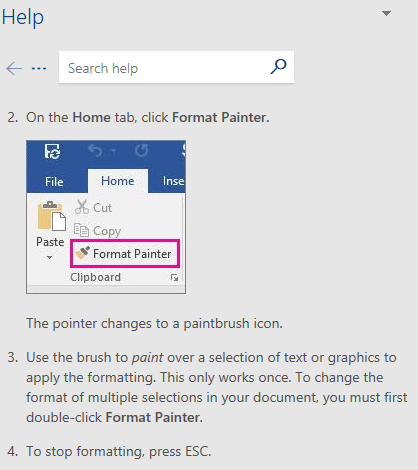 Help
Search help
2. On the Home tab, click Format Painter.
File Home Inse
Cut
Copy
Paste
Format Painter
Clipboard
The pointer changes to a paintbrush icon.
3. Use the brush to paint over a selection of text or graphics to
apply the formatting. This only works once. To change the
format of multiple selections in your document, you must first
double-click Format Painter.
4. To stop formatting, press ESC.